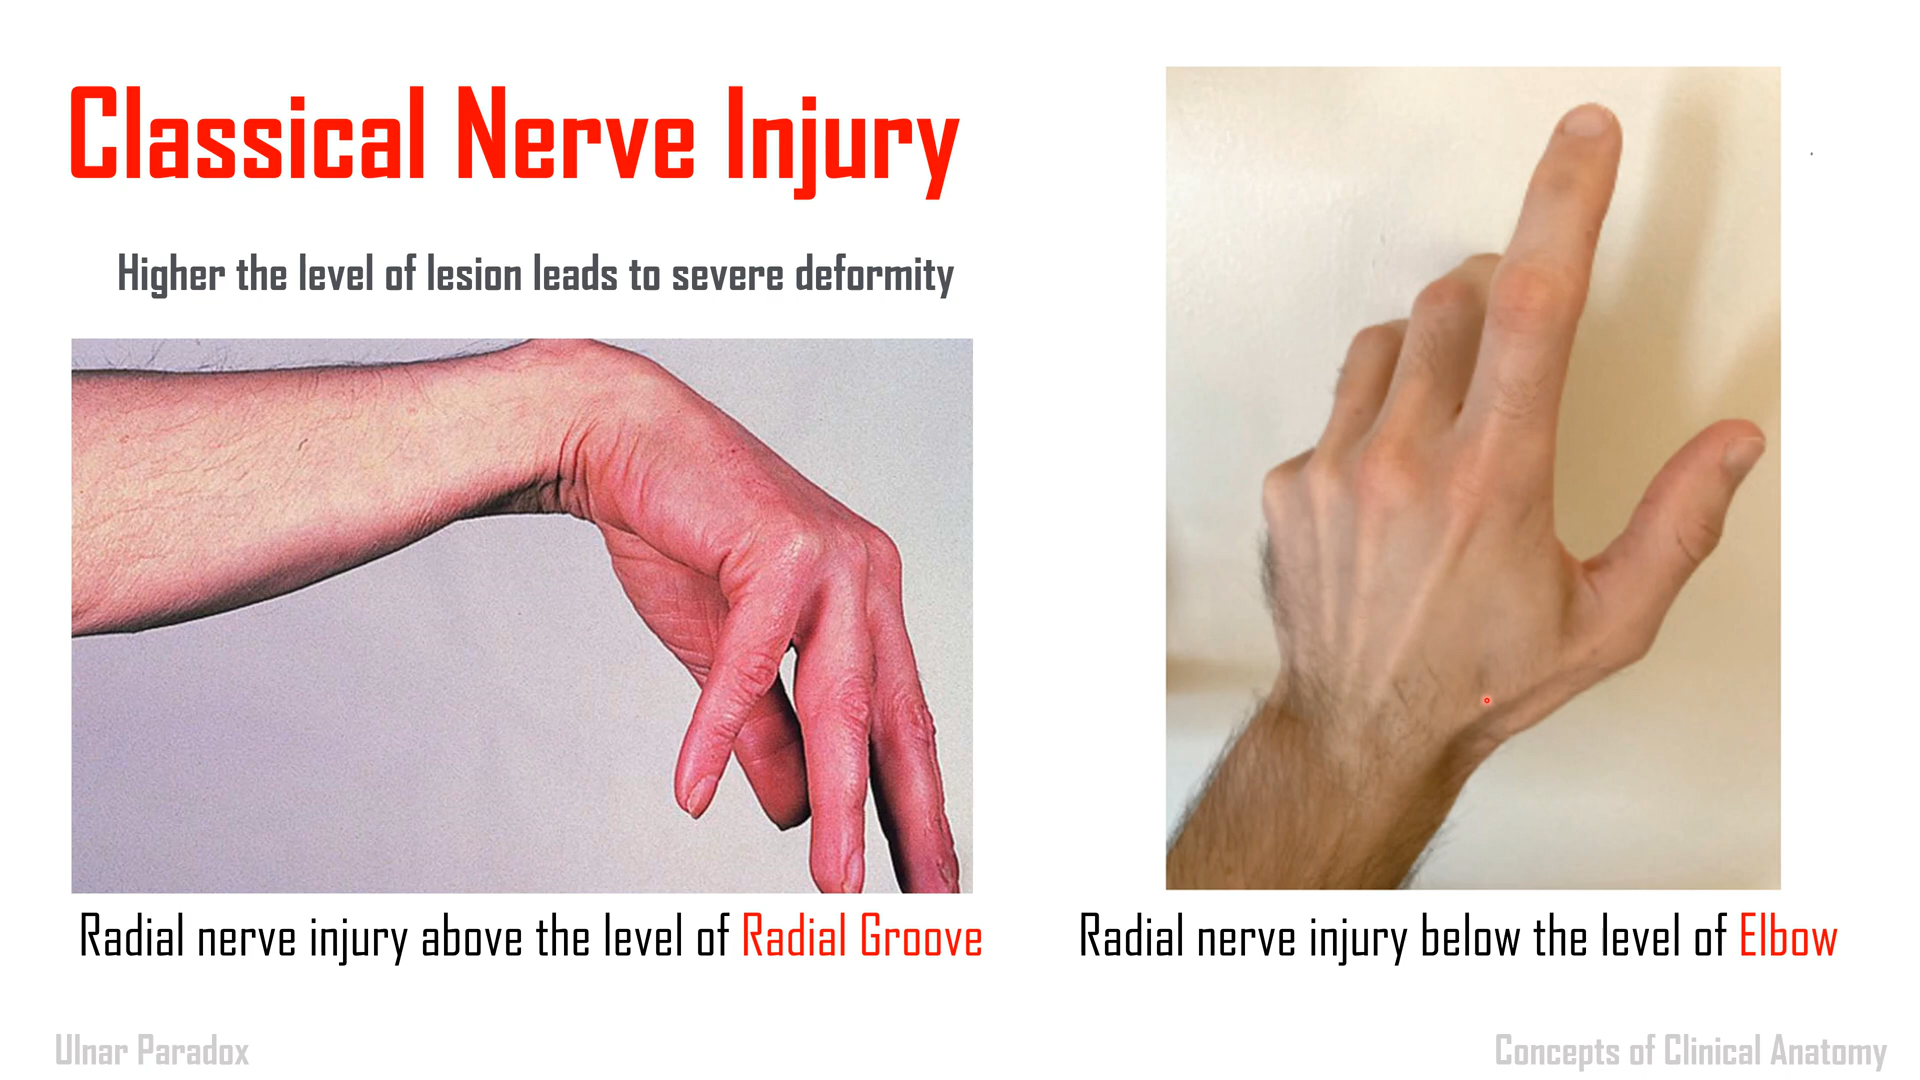 Classical Nerve Injury
Higher the level of lesion leads to severe deformity
Radial nerve injury above the level of Radial Groove
Radial nerve injury below the level of Elbow
Ulnar Paradox
Concepts of Clinical Anatomy